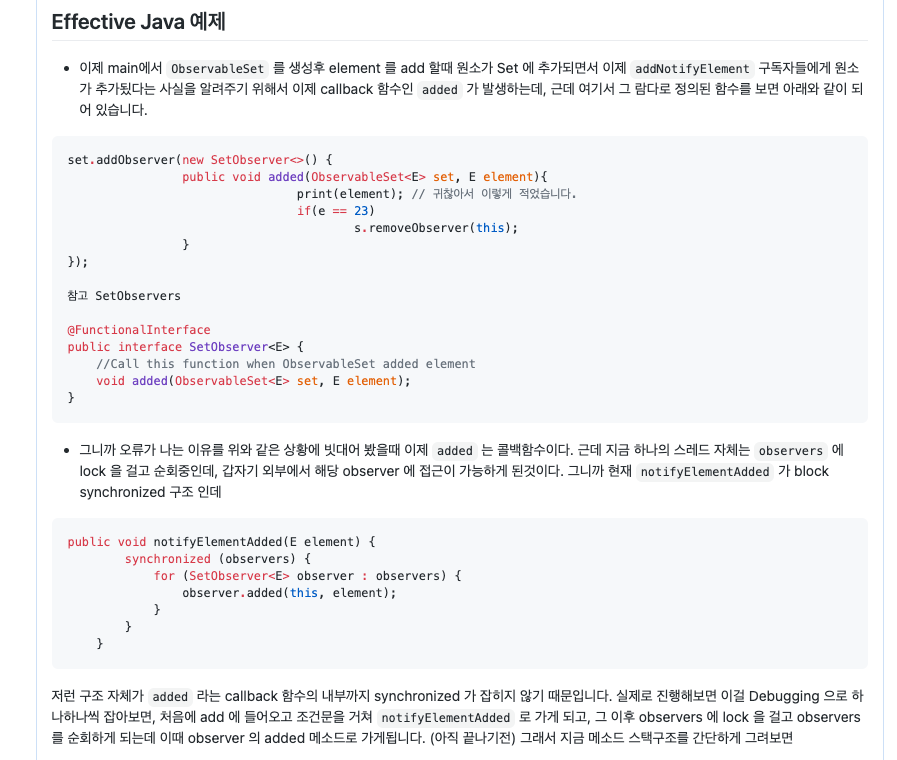 Effective Java 예제
이제 main에서 ObservableSet 를 생성후 element 를 add 할때 원소가 Set 에 추가되면서 이제 addNotifyElement 구독자들에게 원소
가 추가됬다는 사실을 알려주기 위해서 이제 callback 함수인 added 가 발생하는데, 근데 여기서 그 람다로 정의된 함수를 보면 아래와 같이 되
어 있습니다.
set.addObserver(new SetObserver<>() {
public void added(ObservableSet<E> set, E element){
print(element); // 귀찮아서 이렇게 적었습니다.
if(e == 23)
s.removeObserver(this);
}
});
참고 SetObservers
@FunctionalInterface
public interface SetObserver<E> {
//Call this function when ObservableSet added element
void added(ObservableSet<E> set, E element);
}
그니까 오류가 나는 이유를 위와 같은 상황에 빗대어 봤을때 이제 added 는 콜백함수이다. 근데 지금 하나의 스레드 자체는 observers 에
lock 을 걸고 순회중인데, 갑자기 외부에서 해당 observer 에 접근이 가능하게 된것이다. 그니까 현재 notifyElementAdded 가 block
synchronized 구조 인데
public void notifyElementAdded(E element) {
synchronized (observers) {
for (SetObserver<E> observer : observers) {
observer.added(this, element);
}
}
}
저런 구조 자체가 added 라는 callback 함수의 내부까지 synchronized 가 잡히지 않기 때문입니다. 실제로 진행해보면 이걸 Debugging 으로 하
나하나씩 잡아보면, 처음에 add 에 들어오고 조건문을 거쳐 notifyElementAdded 로 가게 되고, 그 이후 observers 에 lock 을 걸고 observers
를 순회하게 되는데 이때 observer 의 added 메소드로 가게됩니다. (아직 끝나기전) 그래서 지금 메소드 스택구조를 간단하게 그려보면